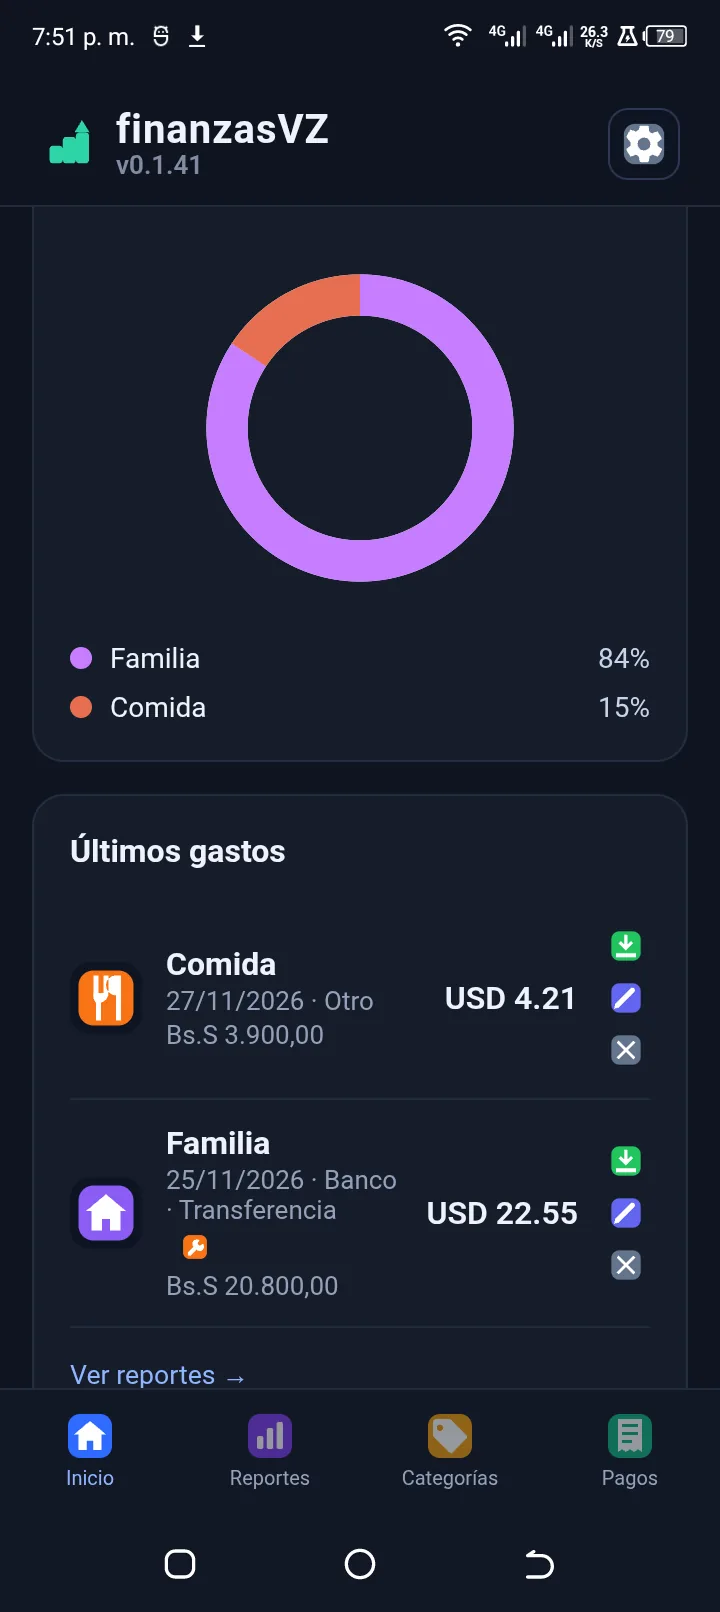 7:51 p. m.
4G 4G 26.3 K/S 79
finanzasVZ
v0.1.41
Familia 84%
Comida 15%
Últimos gastos
Comida
27/11/2026 · Otro
Bs.S 3.900,00
USD 4.21
Familia
25/11/2026 · Banco
· Transferencia
Bs.S 20.800,00
USD 22.55
Ver reportes →
Inicio Reportes Categorías Pagos